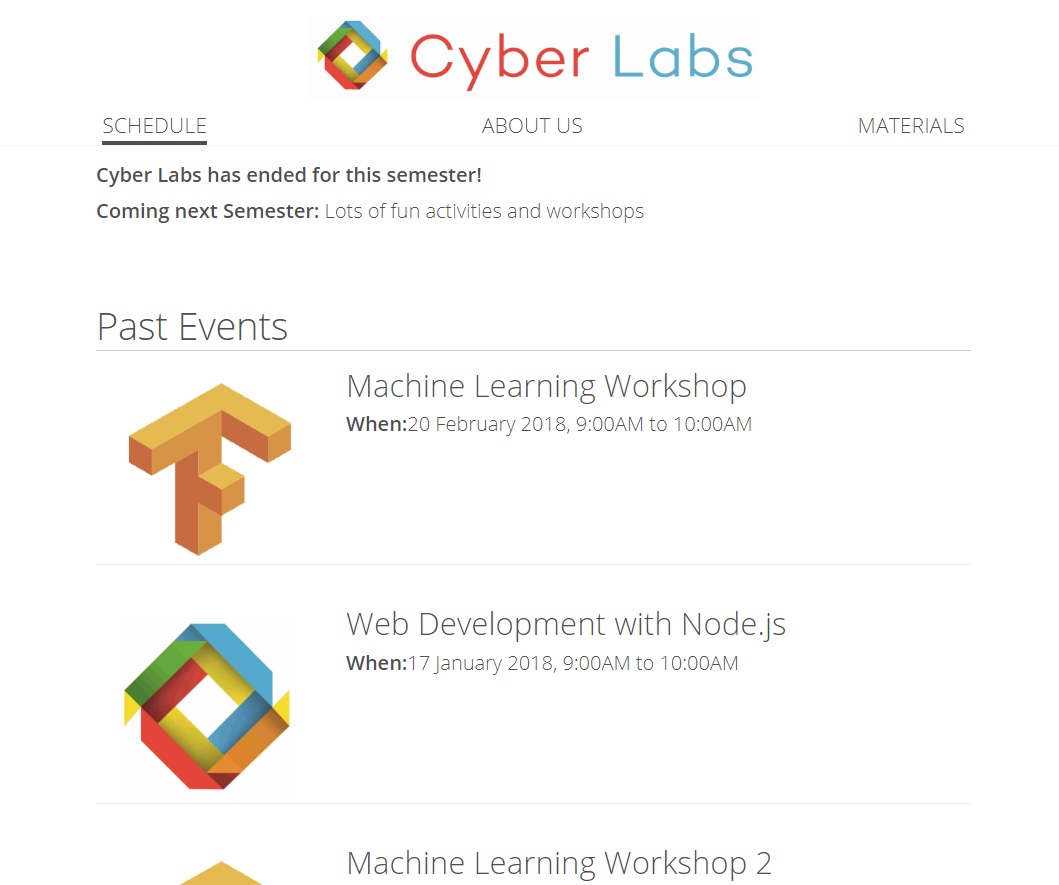 Cyber Labs
SCHEDULE ABOUT US MATERIALS
Cyber Labs has ended for this semester!
Coming next Semester: Lots of fun activities and workshops
Past Events
Machine Learning Workshop
When:20 February 2018, 9:00AM to 10:00AM
Web Development with Node.js
When:17 January 2018, 9:00AM to 10:00AM
Machine Learning Workshop 2